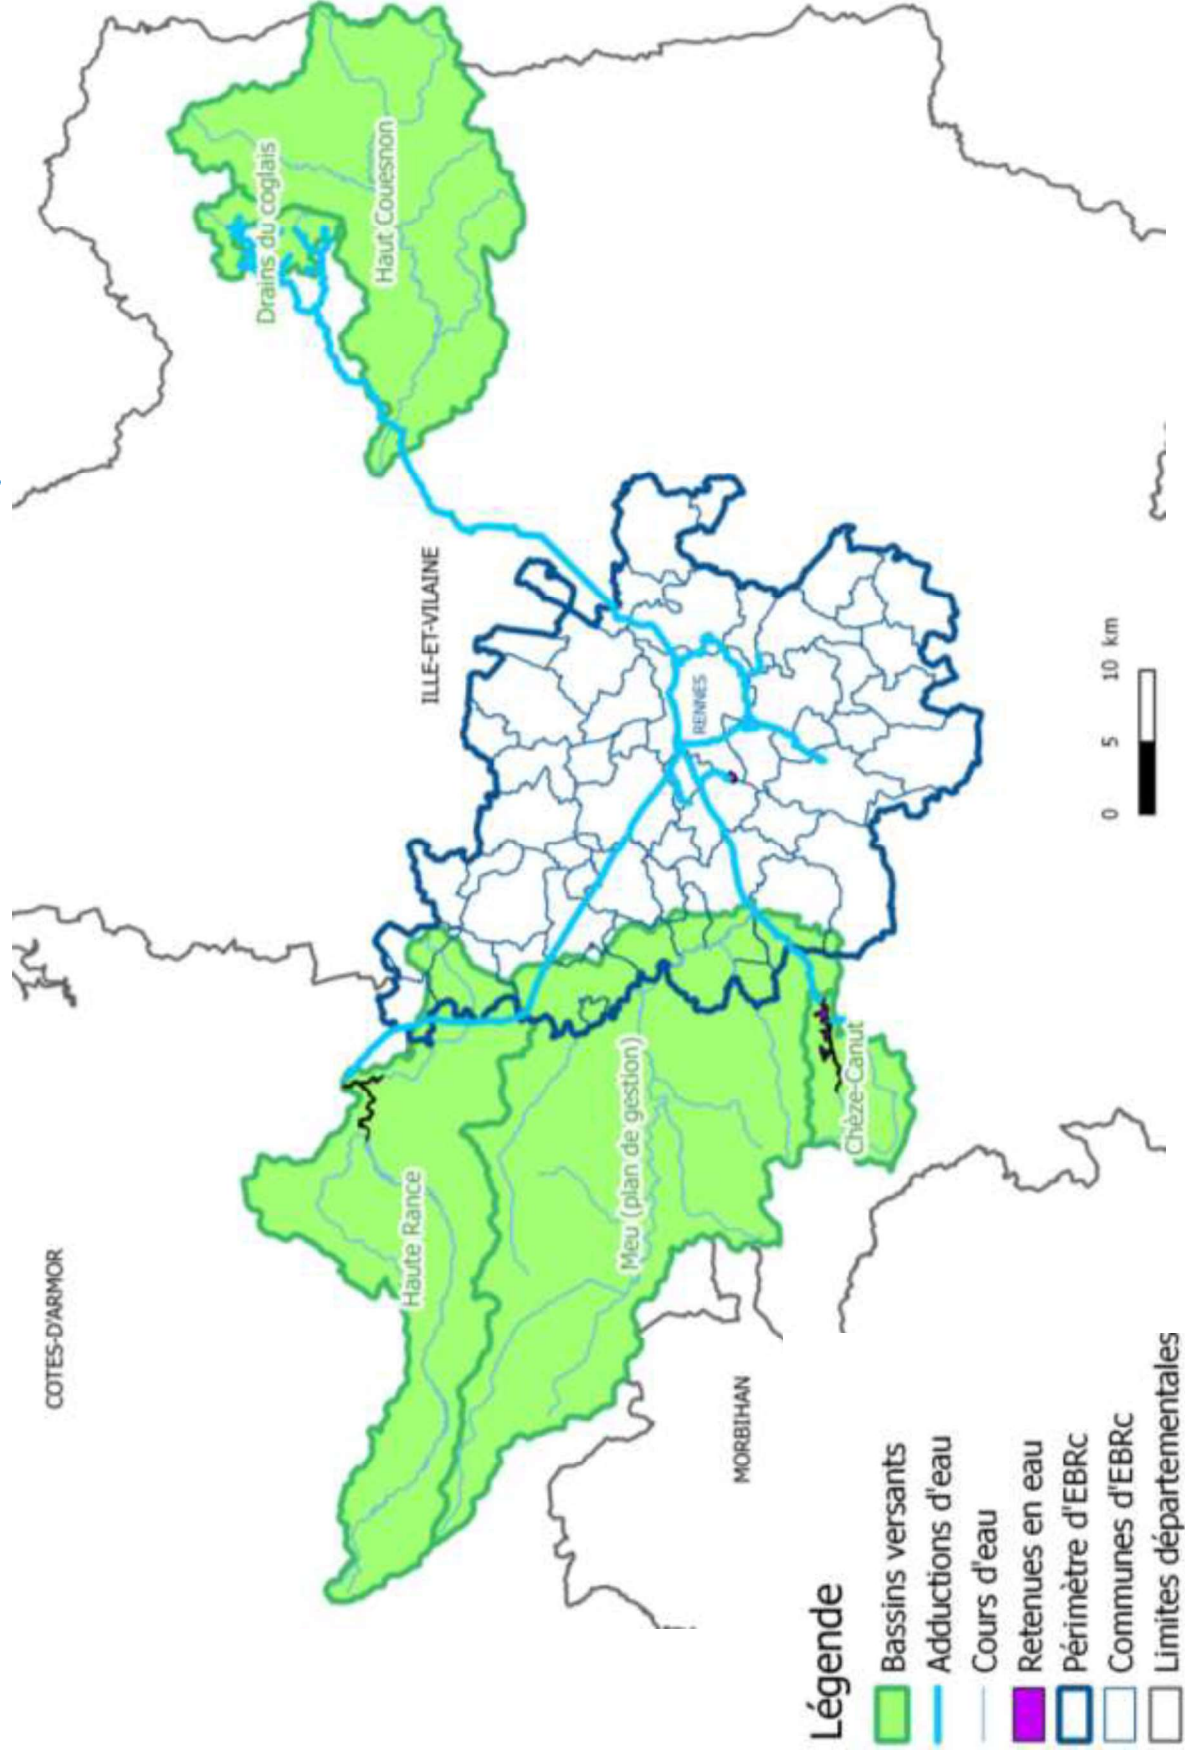 COTES-D'ARMOR
ILLE-ET-VILAINE
MORBIHAN
Drains du coglais
Haut Couesnon
Haute Rance
Meu (plan de gestion)
Chèze-Canut
RENNES
0 5 10 km
Légende
Bassins versants
Adductions d'eau
Cours d'eau
Retenues en eau
Périmètre d'EBRc
Communes d'EBRc
Limites départementales